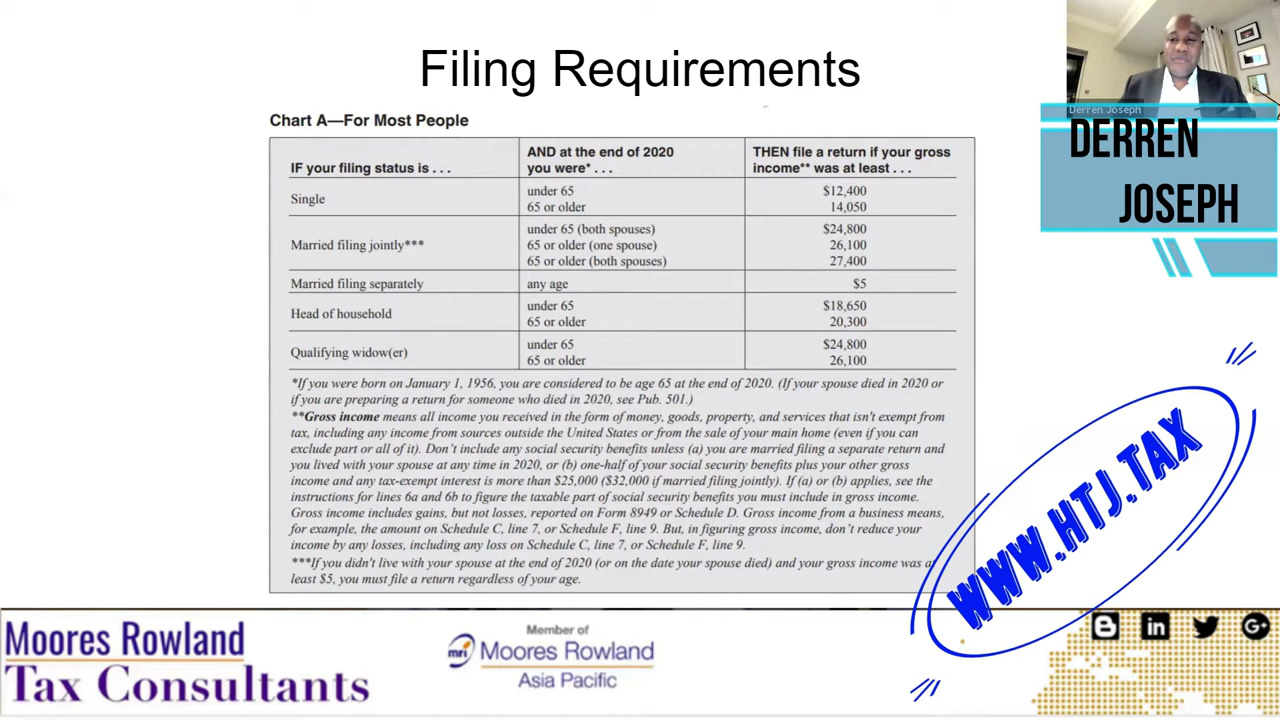 Filing Requirements
Derren Joseph
DERREN
JOSEPH
Chart A—For Most People
IF your filing status is . . .
AND at the end of 2020
you were* . . .
THEN file a return if your gross
income** was at least . . .
Single
under 65
65 or older
$12,400
14,050
Married filing jointly***
under 65 (both spouses)
65 or older (one spouse)
65 or older (both spouses)
$24,800
26,100
27,400
Married filing separately
any age
$5
Head of household
under 65
65 or older
$18,650
20,300
Qualifying widow(er)
under 65
65 or older
$24,800
26,100
*If you were born on January 1, 1956, you are considered to be age 65 at the end of 2020. (If your spouse died in 2020 or
if you are preparing a return for someone who died in 2020, see Pub. 501.)
**Gross income means all income you received in the form of money, goods, property, and services that isn't exempt from
tax, including any income from sources outside the United States or from the sale of your main home (even if you can
exclude part or all of it). Don't include any social security benefits unless (a) you are married filing a separate return and
you lived with your spouse at any time in 2020, or (b) one-half of your social security benefits plus your other gross
income and any tax-exempt interest is more than $25,000 ($32,000 if married filing jointly). If (a) or (b) applies, see the
instructions for lines 6a and 6b to figure the taxable part of social security benefits you must include in gross income.
Gross income includes gains, but not losses, reported on Form 8949 or Schedule D. Gross income from a business means,
for example, the amount on Schedule C, line 7, or Schedule F, line 9. But, in figuring gross income, don't reduce your
income by any losses, including any loss on Schedule C, line 7, or Schedule F, line 9.
***If you didn't live with your spouse at the end of 2020 (or on the date your spouse died) and your gross income was at
least $5, you must file a return regardless of your age.
WWW.HTJ.TAX
Moores Rowland
Tax Consultants
Member of
mri Moores Rowland
Asia Pacific